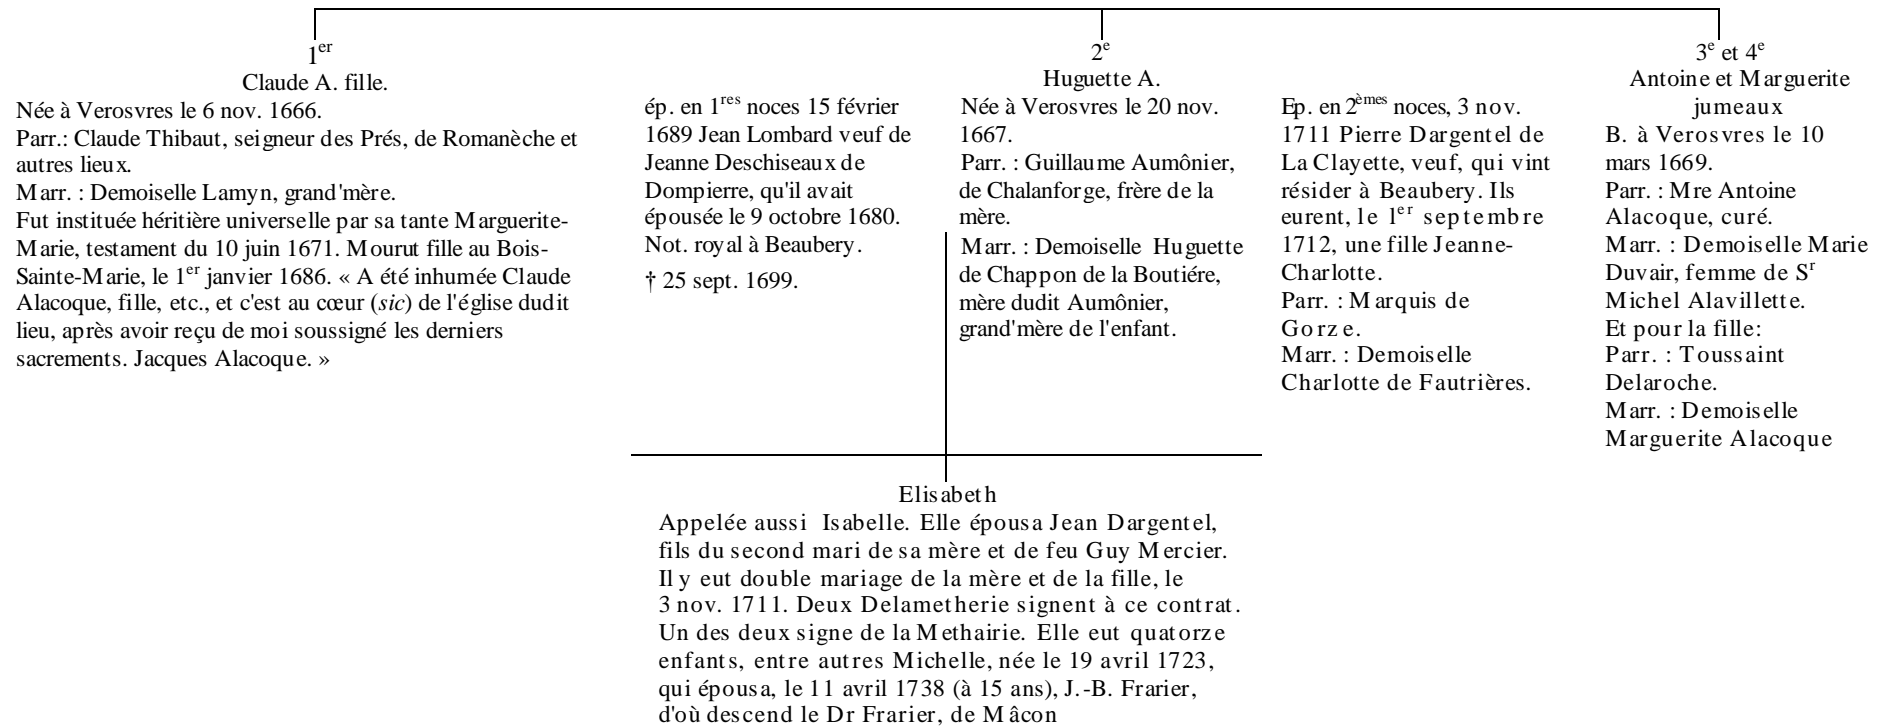 1er
Claude A. fille.
Née à Verosvres le 6 nov. 1666.
Parr.: Claude Thibaut, seigneur des Prés, de Romanèche et
autres lieux.
Marr. : Demoiselle Lamyn, grand'mère.
Fut instituée héritière universelle par sa tante Marguerite-
Marie, testament du 10 juin 1671. Mourut fille au Bois-
Sainte-Marie, le 1er janvier 1686. « A été inhumée Claude
Alacoque, fille, etc., et c'est au cœur (sic) de l'église dudit
lieu, après avoir reçu de moi soussigné les derniers
sacrements. Jacques Alacoque. »
ép. en 1res noces 15 février
1689 Jean Lombard veuf de
Jeanne Deschiseaux de
Dompierre, qu'il avait
épousée le 9 octobre 1680.
Not. royal à Beaubery.
† 25 sept. 1699.
2e
Huguette A.
Née à Verosvres le 20 nov.
1667.
Parr. : Guillaume Aumônier,
de Chalanforge, frère de la
mère.
Marr. : Demoiselle Huguette
de Chappon de la Boutiére,
mère dudit Aumônier,
grand'mère de l'enfant.
Ep. en 2èmes noces, 3 nov.
1711 Pierre Dargentel de
La Clayette, veuf, qui vint
résider à Beaubery. Ils
eurent, le 1er septembre
1712, une fille Jeanne-
Charlotte.
Parr. : Marquis de
Gorze.
Marr. : Demoiselle
Charlotte de Fautrières.
3e et 4e
Antoine et Marguerite
jumeaux
B. à Verosvres le 10
mars 1669.
Parr. : Mre Antoine
Alacoque, curé.
Marr. : Demoiselle Marie
Duvair, femme de Sr
Michel Alavillette.
Et pour la fille:
Parr. : Toussaint
Delaroche.
Marr. : Demoiselle
Marguerite Alacoque
Elisabeth
Appelée aussi Isabelle. Elle épousa Jean Dargentel,
fils du second mari de sa mère et de feu Guy Mercier.
Il y eut double mariage de la mère et de la fille, le
3 nov. 1711. Deux Delametherie signent à ce contrat.
Un des deux signe de la Methairie. Elle eut quatorze
enfants, entre autres Michelle, née le 19 avril 1723,
qui épousa, le 11 avril 1738 (à 15 ans), J.-B. Frarier,
d'où descend le Dr Frarier, de Mâcon